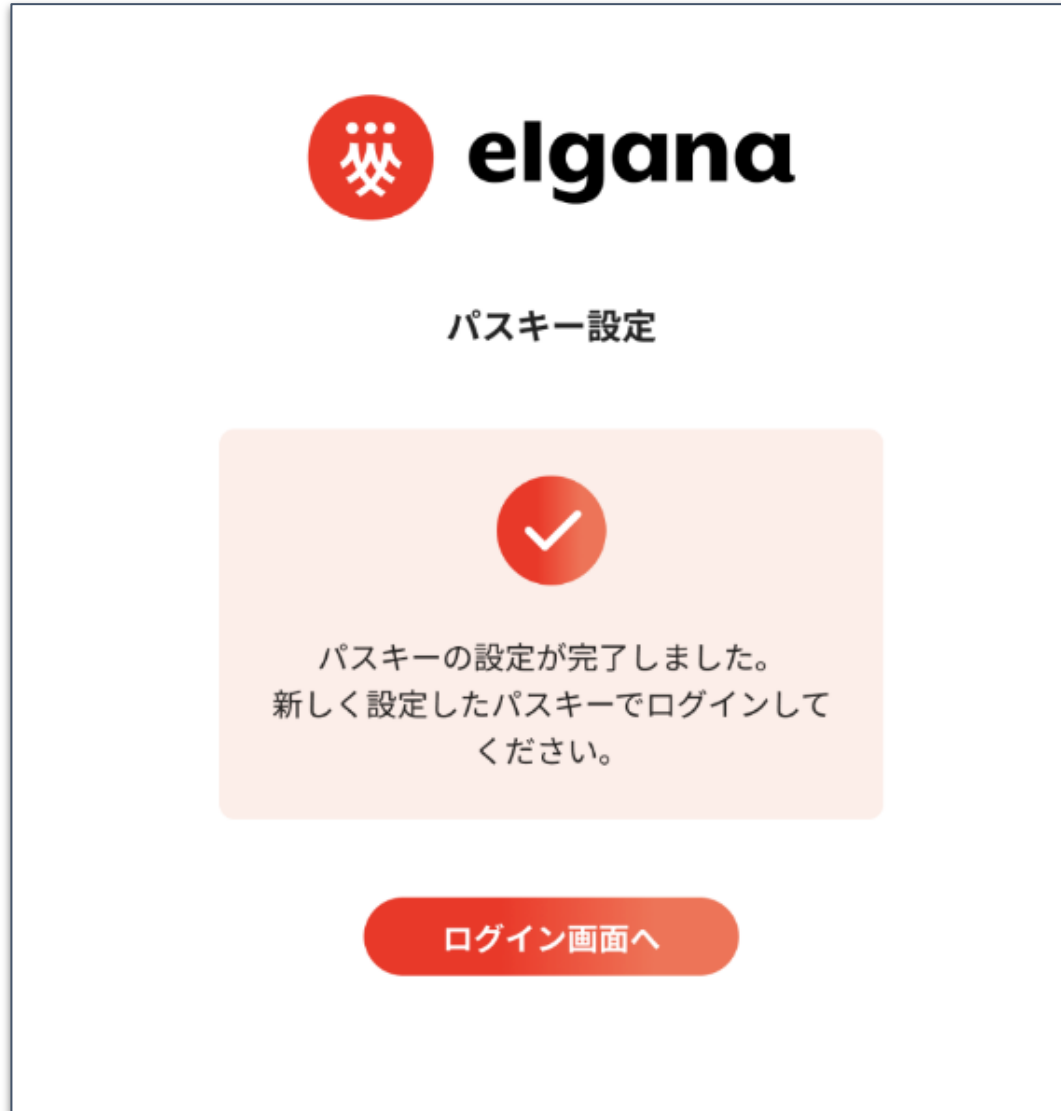 elgana
パスキー設定
パスキーの設定が完了しました。
新しく設定したパスキーでログインして
ください。
ログイン画面へ